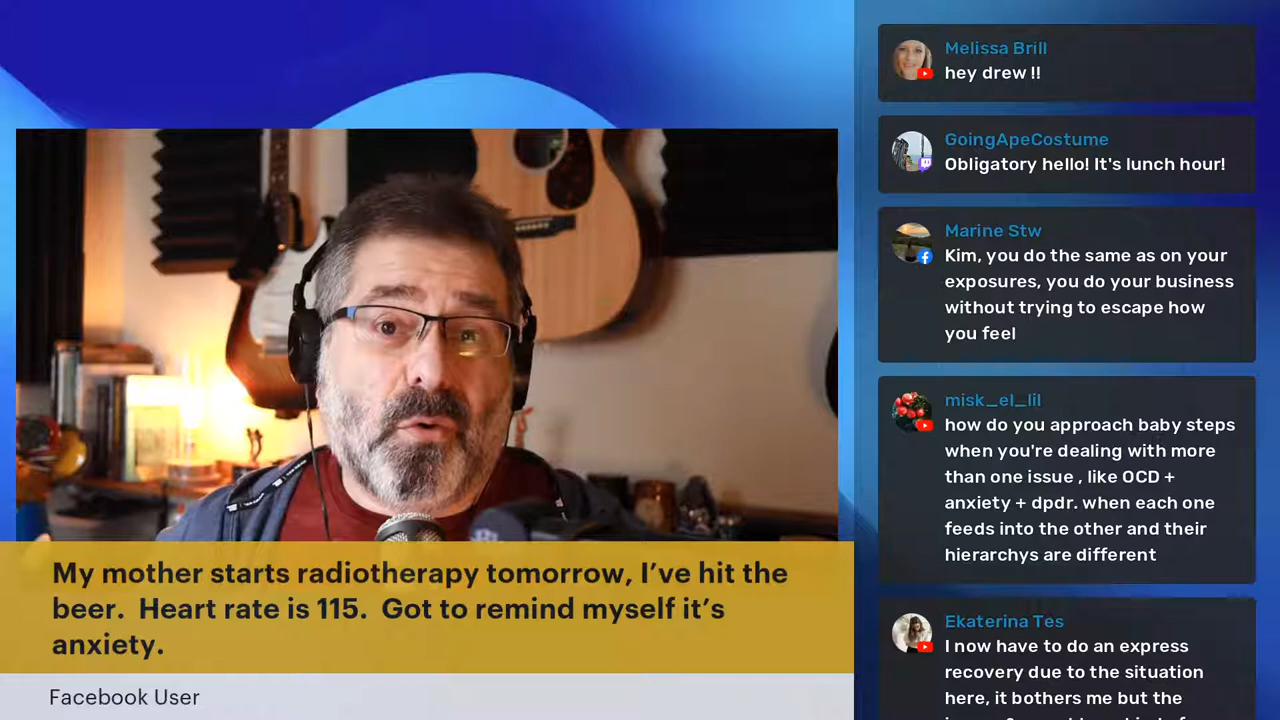 My mother starts radiotherapy tomorrow, I’ve hit the
beer.  Heart rate is 115.  Got to remind myself it’s
anxiety.
Facebook User
Melissa Brill
hey drew !!
GoingApeCostume
Obligatory hello! It's lunch hour!
Marine Stw
Kim, you do the same as on your
exposures, you do your business
without trying to escape how
you feel
misk_el_lil
how do you approach baby steps
when you're dealing with more
than one issue , like OCD +
anxiety + dpdr. when each one
feeds into the other and their
hierarchys are different
Ekaterina Tes
I now have to do an express
recovery due to the situation
here, it bothers me but the